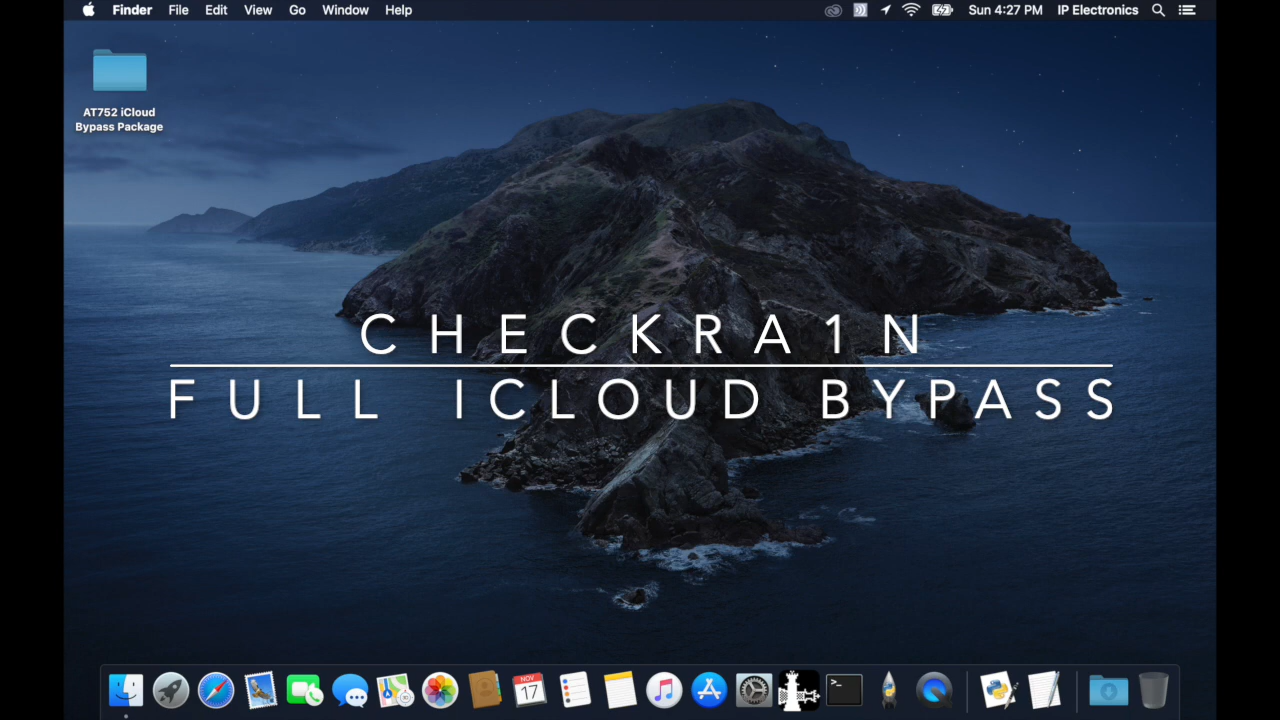 Finder File Edit View Go Window Help Sun 4:27 PM IP Electronics
AT752 iCloud
Bypass Package
CHECKRA1N
FULL ICLOUD BYPASS
NOV
17
>_